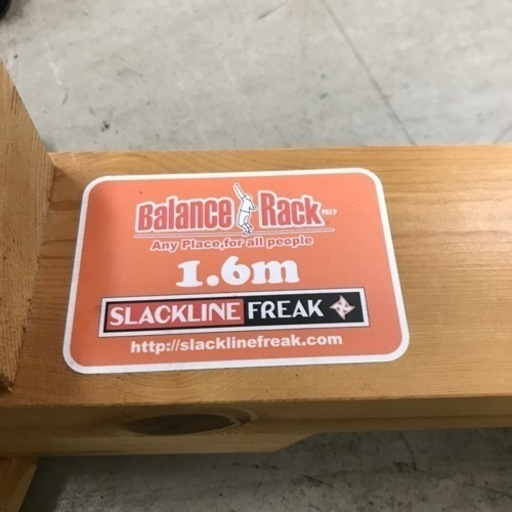 Balance Rack
Any Place,for all people
1.6m
SLACKLINE FREAK
http://slacklinefreak.com